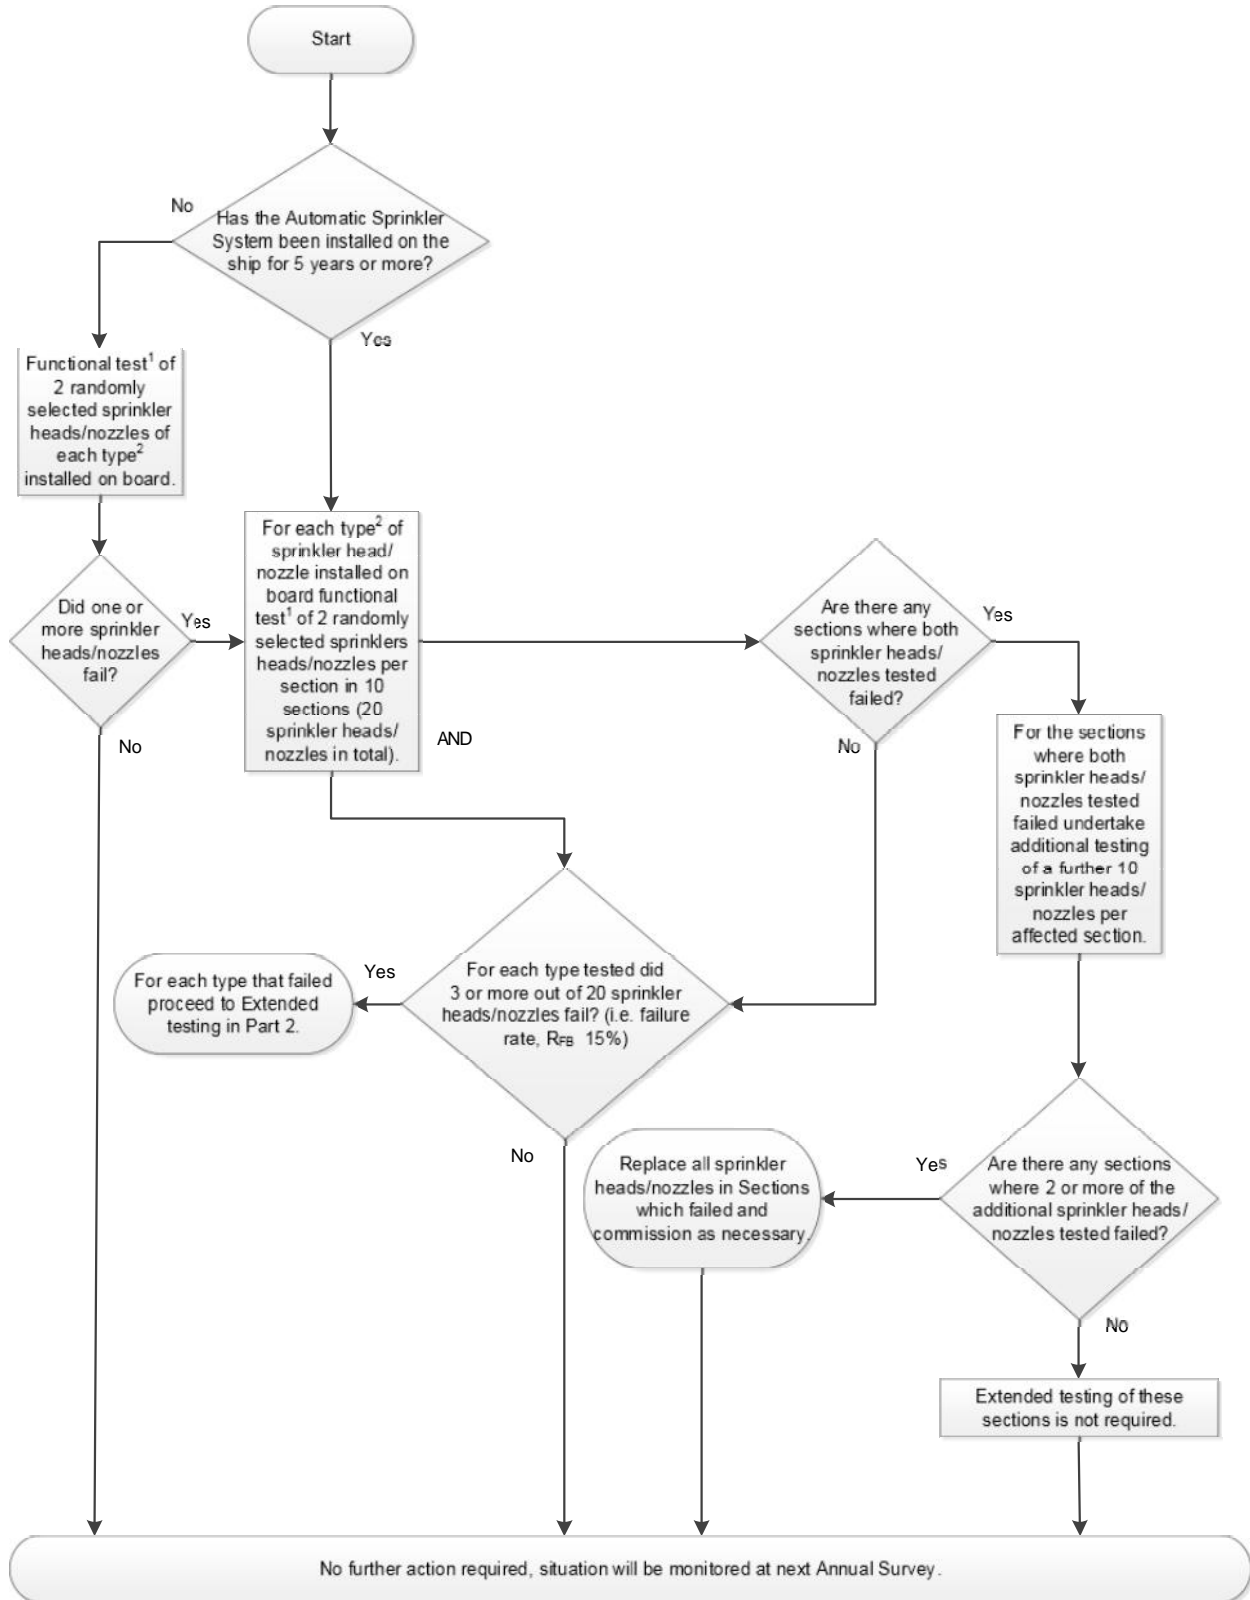 Start
No
Has the Automatic Sprinkler
System been installed on the
ship for 5 years or more?
Yes
Functional test¹ of
2 randomly
selected sprinkler
heads/nozzles of
each type²
installed on board.
For each type² of
sprinkler head/
nozzle installed on
board functional
test¹ of 2 randomly
selected sprinklers
heads/nozzles per
section in 10
sections (20
sprinkler heads/
nozzles in total).
Did one or
more sprinkler
heads/nozzles
fail?
Yes
No
AND
Are there any
sections where both
sprinkler heads/
nozzles tested
failed?
Yes
No
For the sections
where both
sprinkler heads/
nozzles tested
failed undertake
additional testing
of a further 10
sprinkler heads/
nozzles per
affected section.
For each type that failed
proceed to Extended
testing in Part 2.
Yes
For each type tested did
3 or more out of 20 sprinkler
heads/nozzles fail? (i.e. failure
rate, RFB 15%)
No
Replace all sprinkler
heads/nozzles in Sections
which failed and
commission as necessary.
Yes
Are there any sections
where 2 or more of the
additional sprinkler heads/
nozzles tested failed?
No
Extended testing of these
sections is not required.
No further action required, situation will be monitored at next Annual Survey.